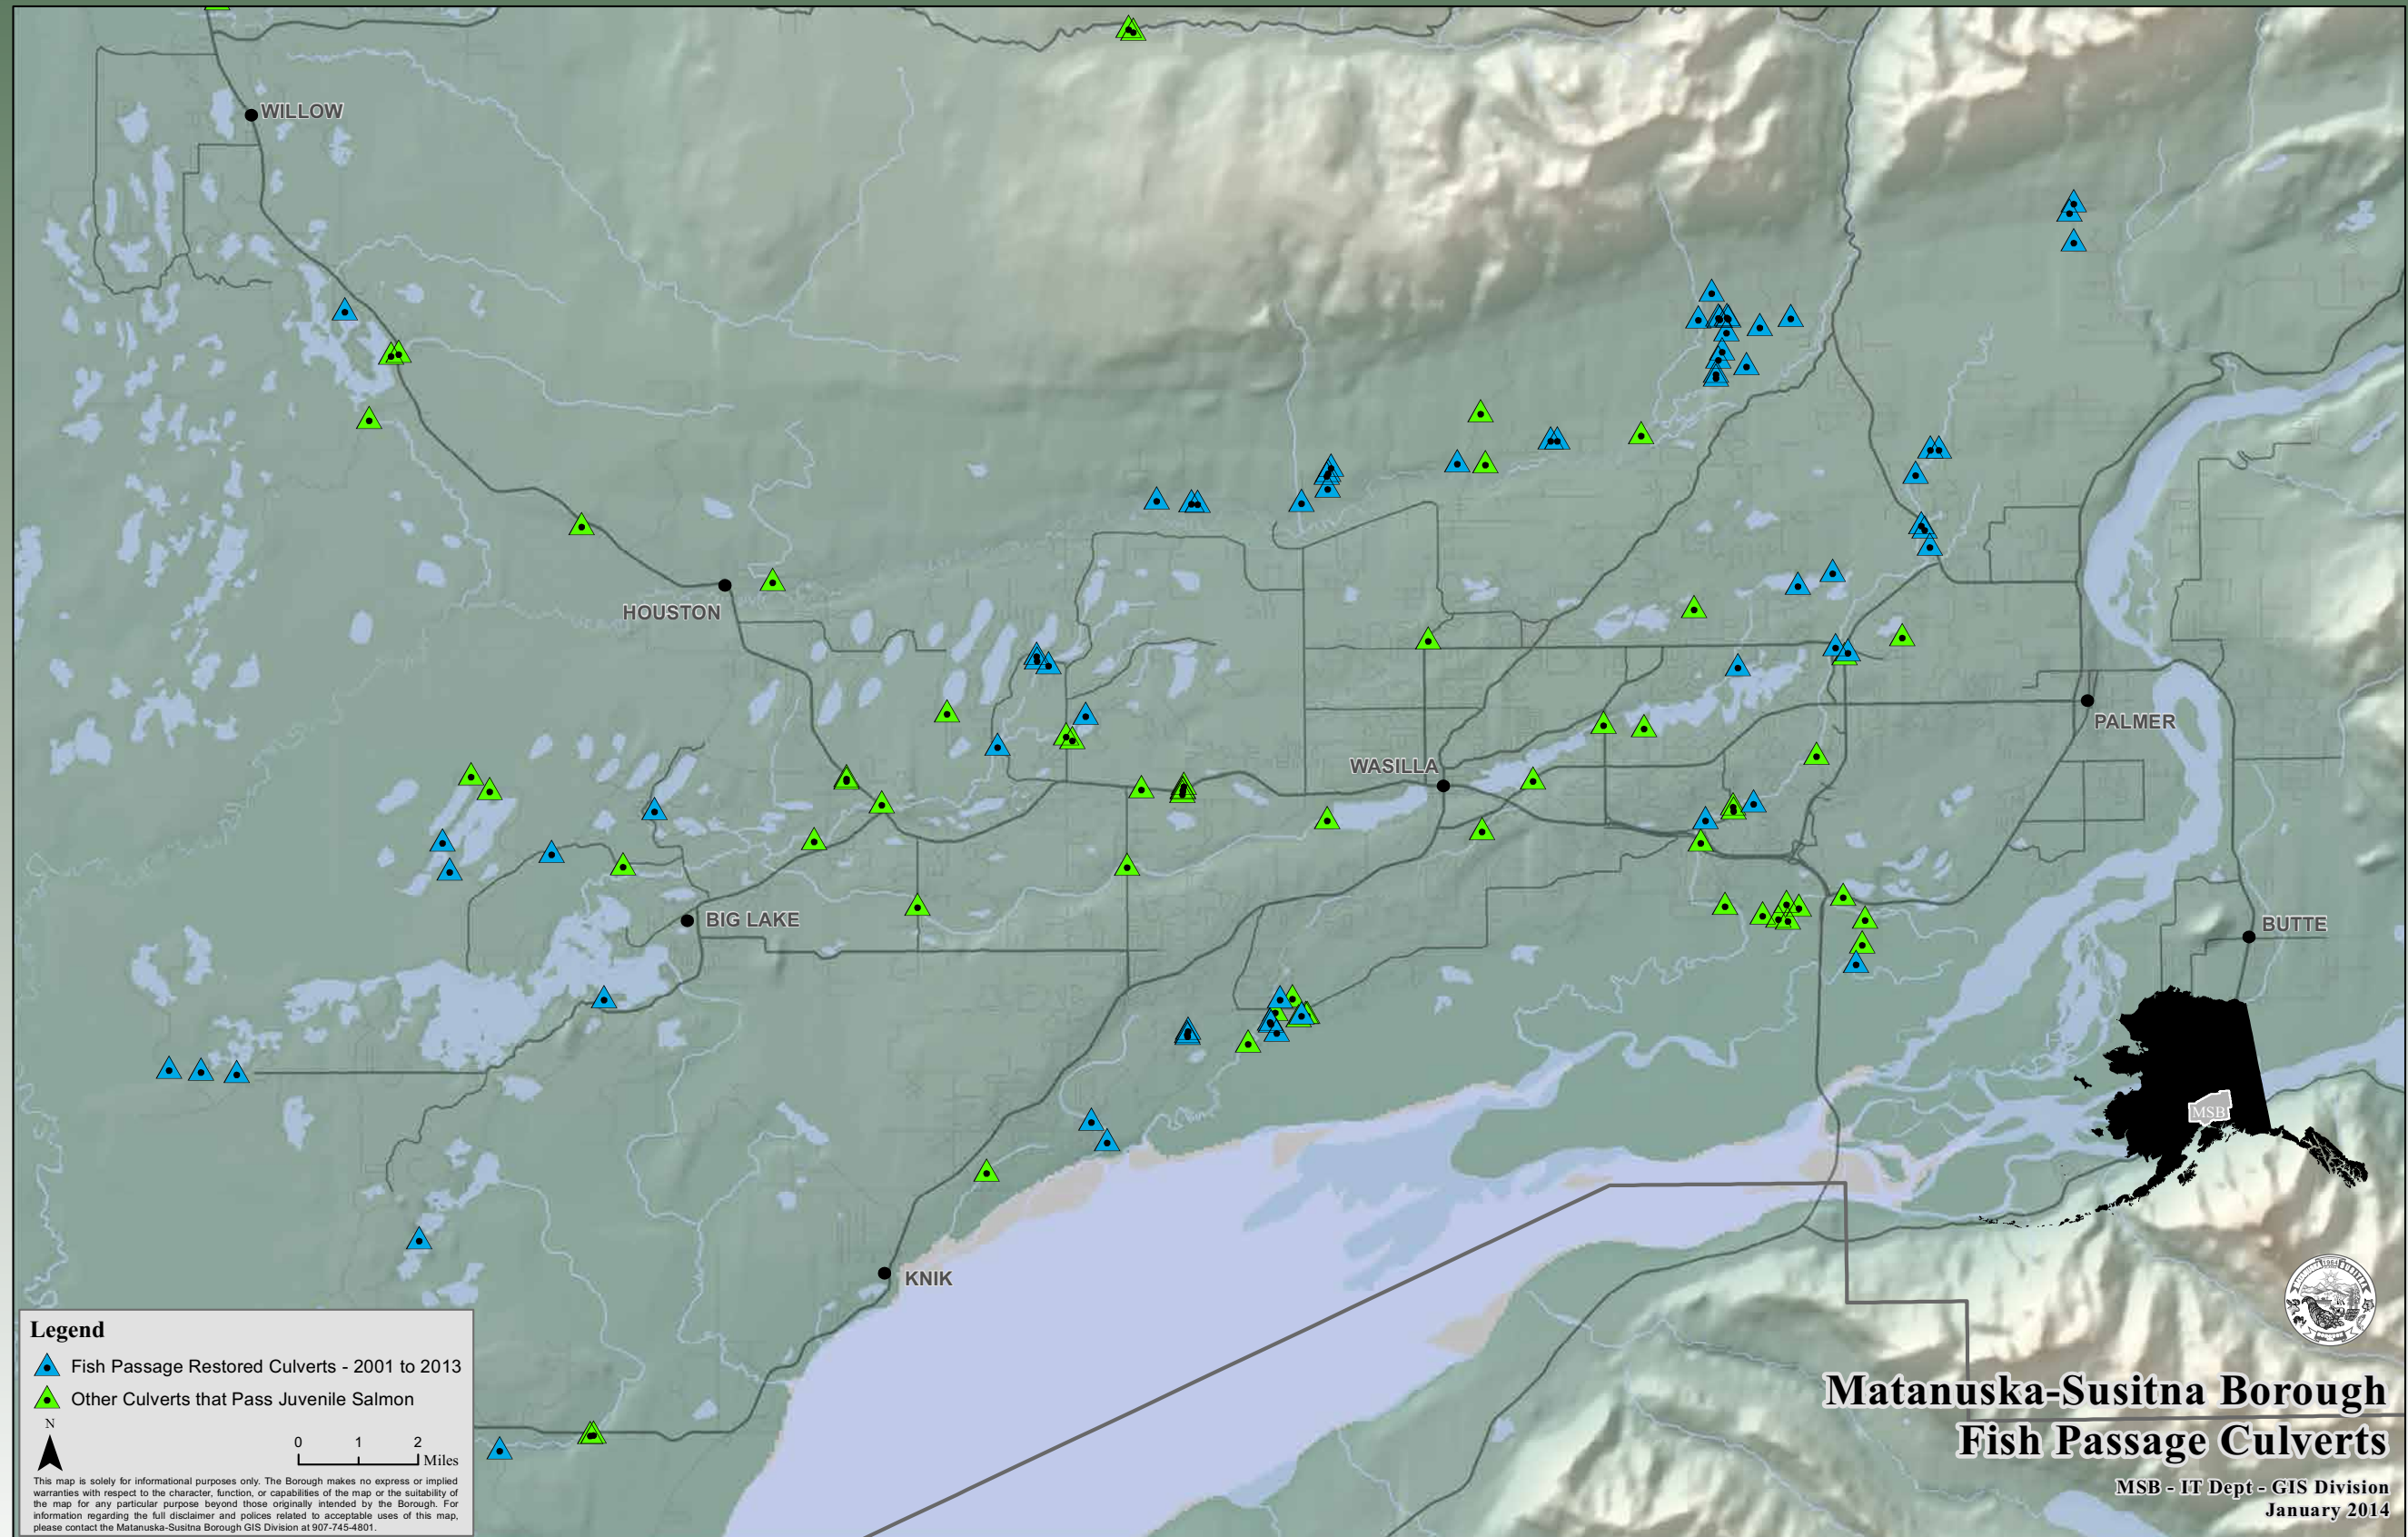 WILLOW
HOUSTON
WASILLA
PALMER
BIG LAKE
BUTTE
KNIK
MSB
1964
Legend
Fish Passage Restored Culverts - 2001 to 2013
Other Culverts that Pass Juvenile Salmon
N
0 1 2
Miles
This map is solely for informational purposes only. The Borough makes no express or implied
warranties with respect to the character, function, or capabilities of the map or the suitability of
the map for any particular purpose beyond those originally intended by the Borough. For
information regarding the full disclaimer and polices related to acceptable uses of this map,
please contact the Matanuska-Susitna Borough GIS Division at 907-745-4801.
Matanuska-Susitna Borough
Fish Passage Culverts
MSB - IT Dept - GIS Division
January 2014